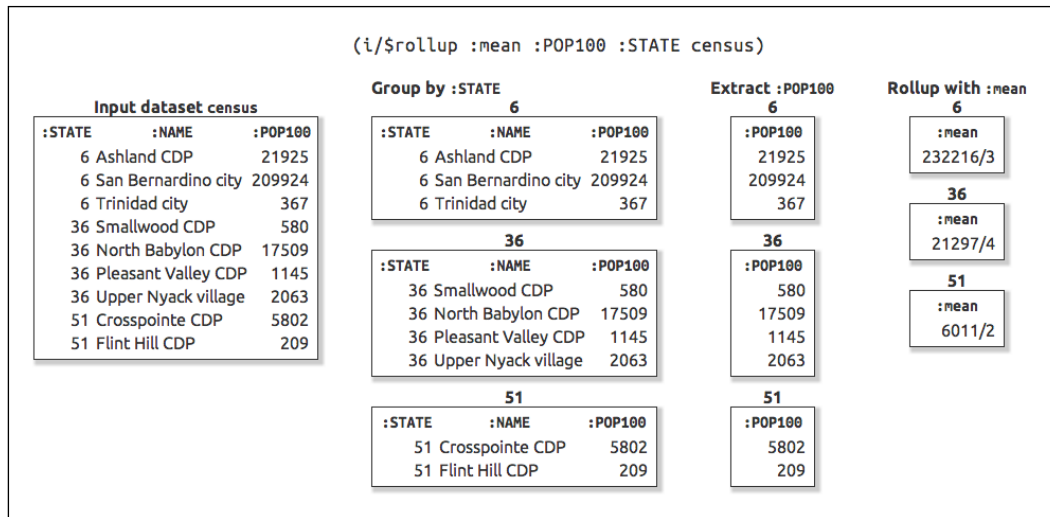 (i/$rollup :mean :POP100 :STATE census)
Input dataset census
:STATE :NAME :POP100
6 Ashland CDP 21925
6 San Bernardino city 209924
6 Trinidad city 367
36 Smallwood CDP 580
36 North Babylon CDP 17509
36 Pleasant Valley CDP 1145
36 Upper Nyack village 2063
51 Crosspointe CDP 5802
51 Flint Hill CDP 209
Group by :STATE
6
:STATE :NAME :POP100
6 Ashland CDP 21925
6 San Bernardino city 209924
6 Trinidad city 367
36
:STATE :NAME :POP100
36 Smallwood CDP 580
36 North Babylon CDP 17509
36 Pleasant Valley CDP 1145
36 Upper Nyack village 2063
51
:STATE :NAME :POP100
51 Crosspointe CDP 5802
51 Flint Hill CDP 209
Extract :POP100
6
:POP100
21925
209924
367
36
:POP100
580
17509
1145
2063
51
:POP100
5802
209
Rollup with :mean
6
:mean
232216/3
36
:mean
21297/4
51
:mean
6011/2